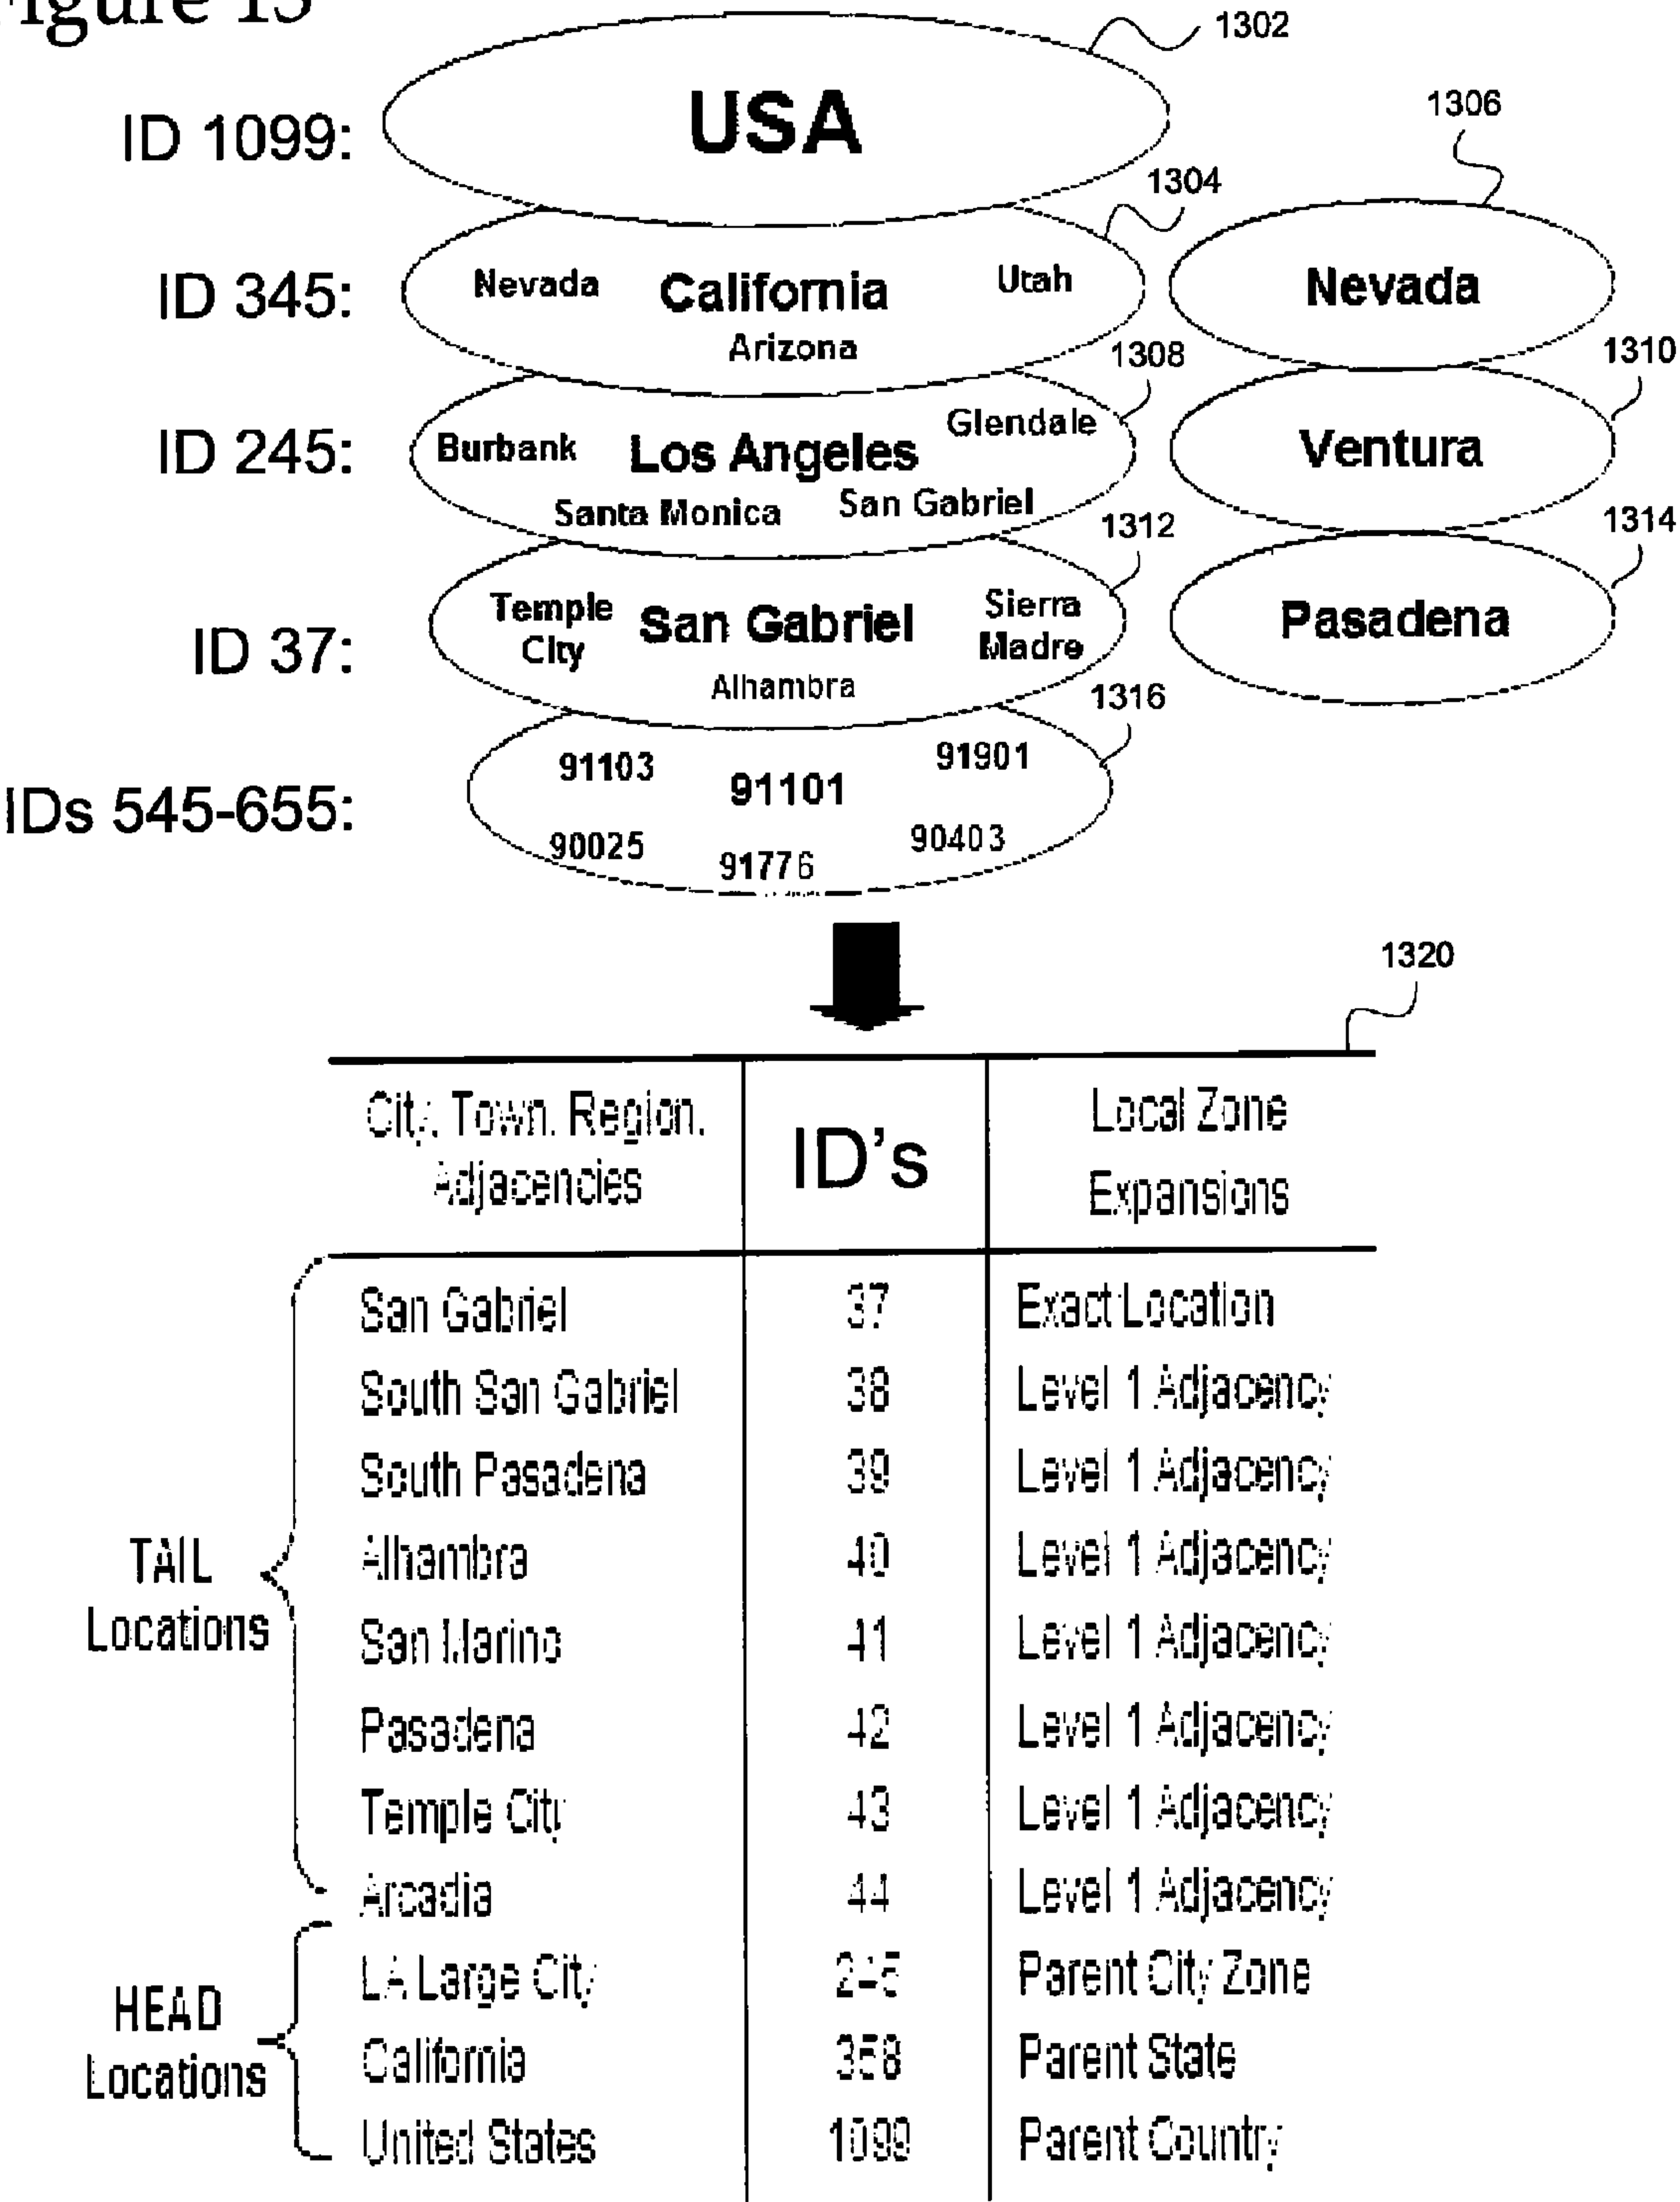 Figure 13
1302
ID 1099:
USA
1306
1304
ID 345:
Nevada California Utah
Arizona
Nevada
1308
1310
ID 245:
Burbank Los Angeles Glendale
Santa Monica San Gabriel
Ventura
1312
1314
ID 37:
Temple City
San Gabriel
Sierra Madre
Alhambra
Pasadena
1316
IDs 545-655:
91103 91101 91901
90025 91776 90403
1320
City, Town, Region,
Adjacencies
ID's
Local Zone
Expansions
TAIL
Locations
San Gabriel 37 Exact Location
South San Gabriel 38 Level 1 Adjacency
South Pasadena 39 Level 1 Adjacency
Alhambra 40 Level 1 Adjacency
San Marino 41 Level 1 Adjacency
Pasadena 42 Level 1 Adjacency
Temple City 43 Level 1 Adjacency
Arcadia 44 Level 1 Adjacency
HEAD
Locations
LA Large City 245 Parent City Zone
California 358 Parent State
United States 1099 Parent Country